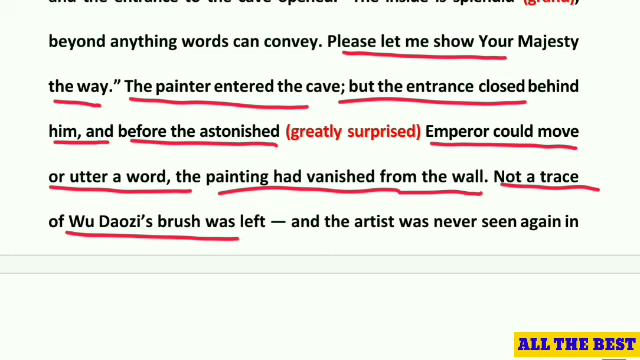 and the entrance to the cave opened. “The inside is splendid (grand),
beyond anything words can convey. Please let me show Your Majesty
the way.” The painter entered the cave; but the entrance closed behind
him, and before the astonished (greatly surprised) Emperor could move
or utter a word, the painting had vanished from the wall. Not a trace
of Wu Daozi’s brush was left — and the artist was never seen again in
ALL THE BEST